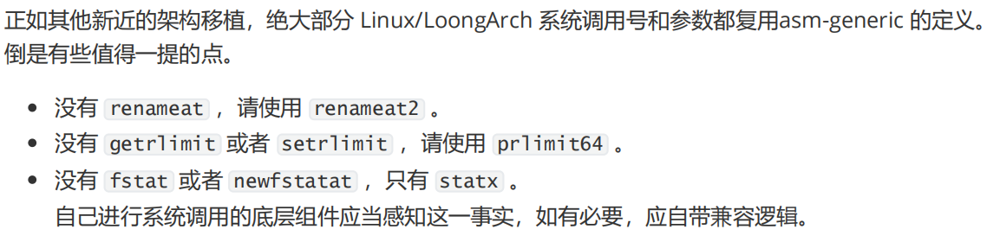 正如其他新近的架构移植，绝大部分 Linux/LoongArch 系统调用号和参数都复用asm-generic 的定义。
倒是有些值得一提的点。
• 没有 renameat ，请使用 renameat2 。
• 没有 getrlimit 或者 setrlimit ，请使用 prlimit64 。
• 没有 fstat 或者 newfstatat ，只有 statx 。
自己进行系统调用的底层组件应当感知这一事实，如有必要，应自带兼容逻辑。